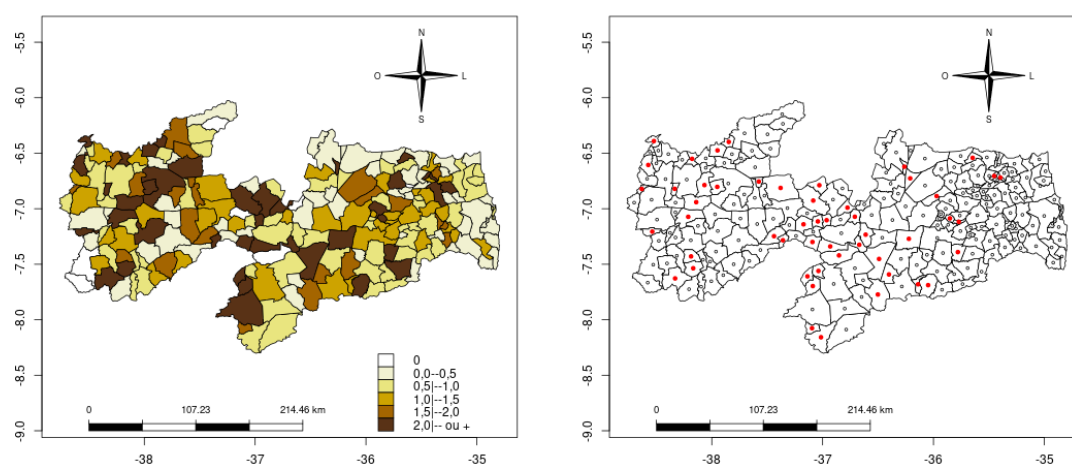 -5.5
-6.0
-6.5
-7.0
-7.5
-8.0
-8.5
-9.0
N
O
L
S
0
0,0--0,5
0,5|--1,0
1,0|--1,5
1,5|--2,0
2,0|-- ou +
0 107.23 214.46 km
-38 -37 -36 -35
-5.5
-6.0
-6.5
-7.0
-7.5
-8.0
-8.5
-9.0
N
O
L
S
0 107.23 214.46 km
-38 -37 -36 -35